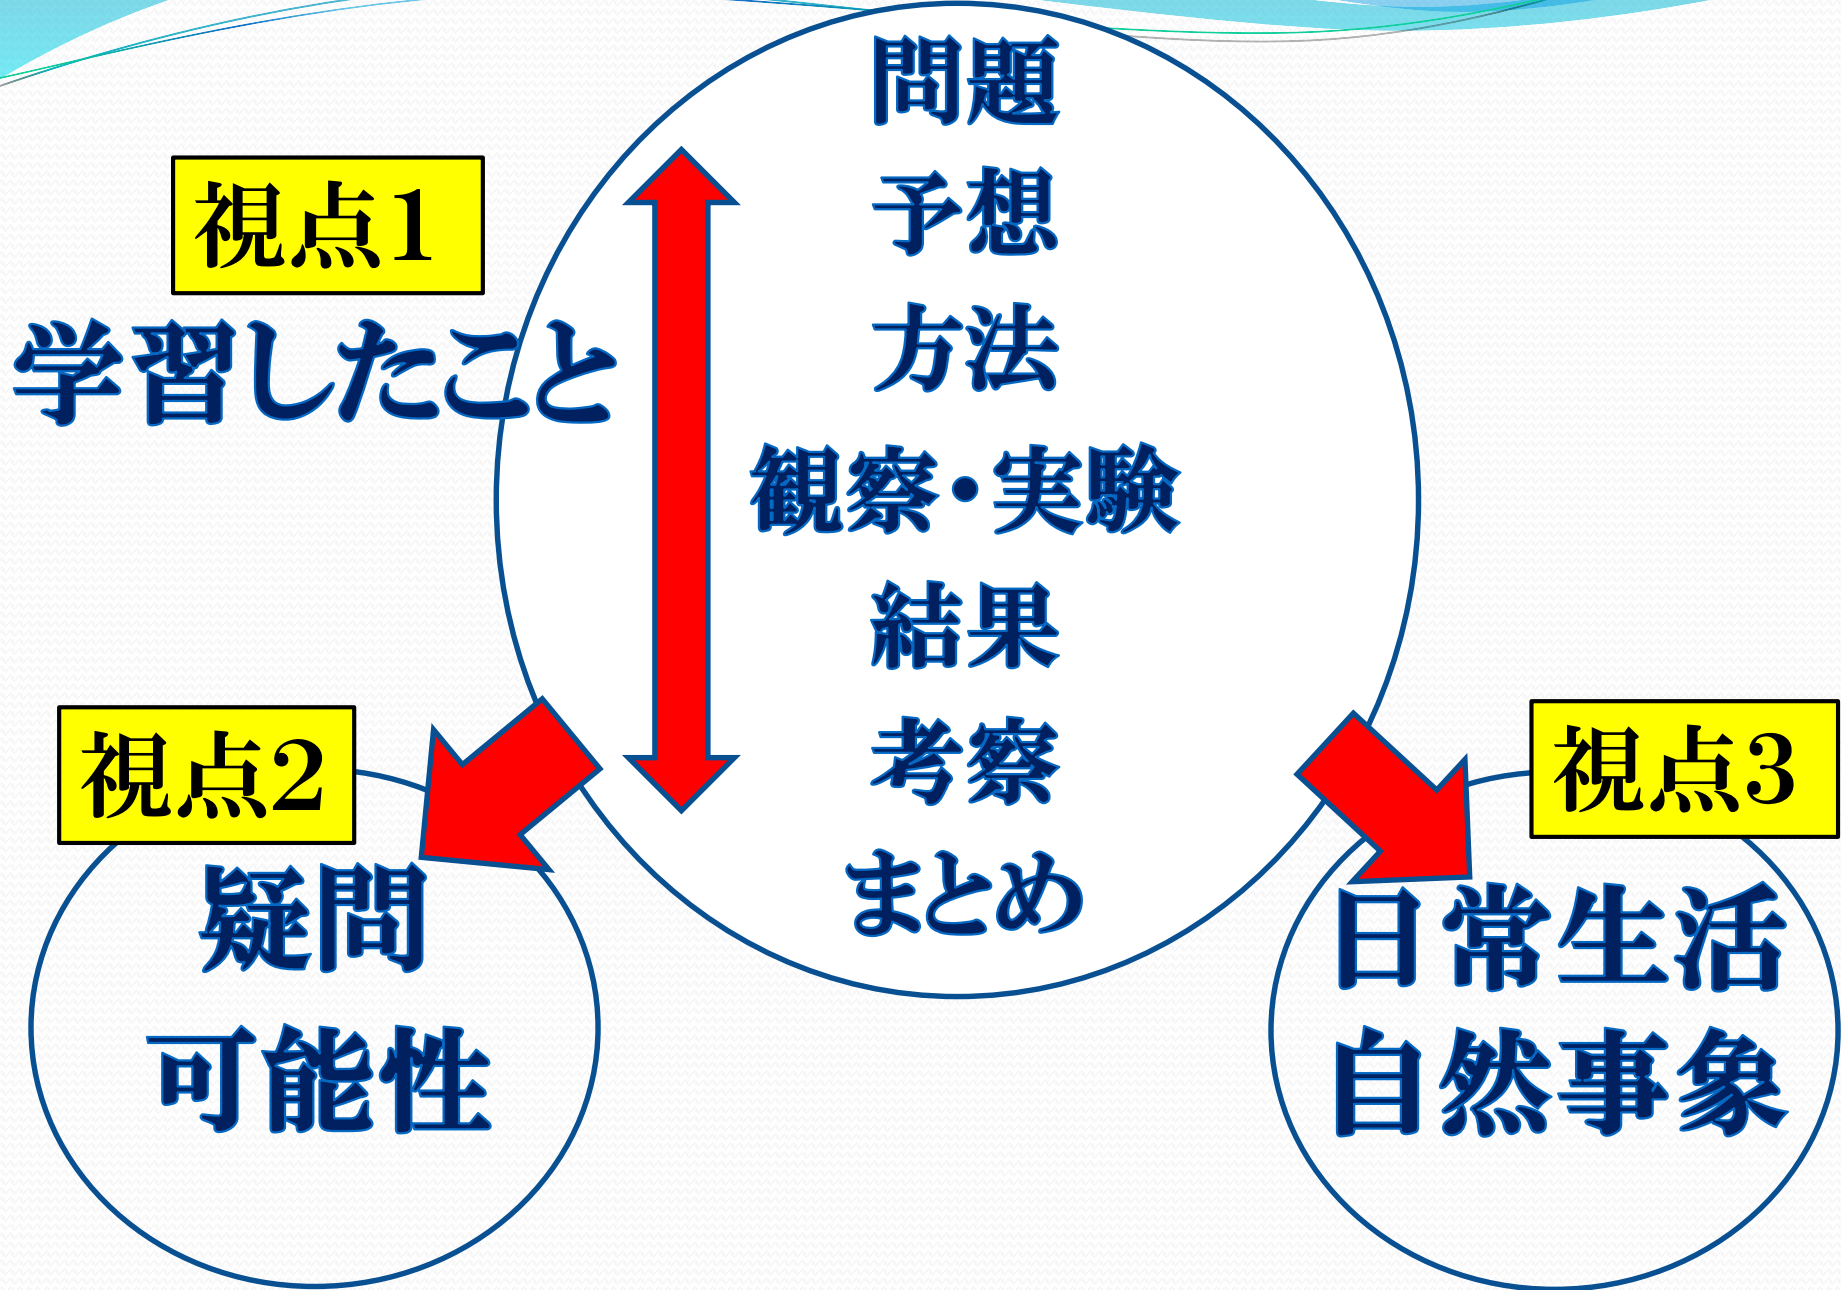 問題
予想
方法
観察・実験
結果
考察
まとめ
視点1
学習したこと
視点2
疑問
可能性
視点3
日常生活
自然事象